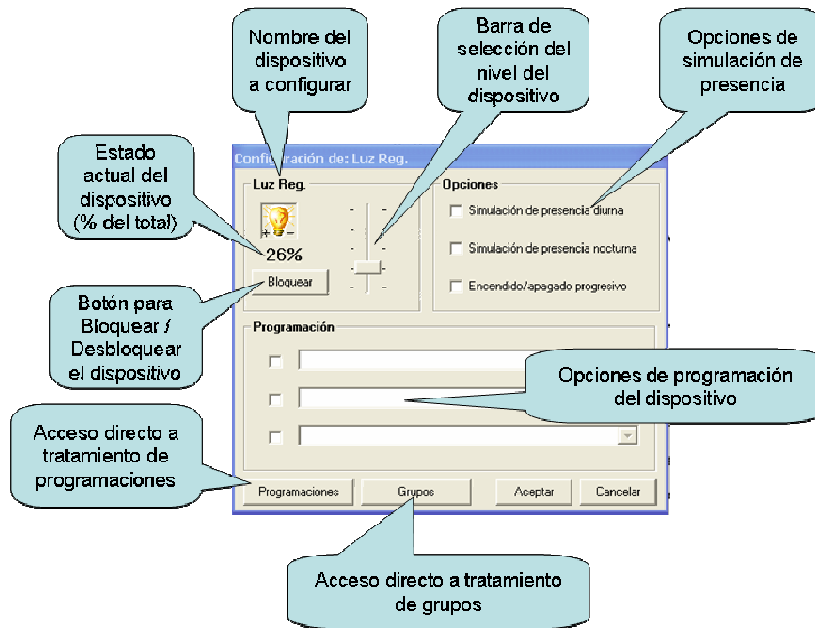 Nombre del
dispositivo
a configurar
Barra de
selección del
nivel del
dispositivo
Opciones de
simulación de
presencia
Estado
actual del
dispositivo
(% del total)
Configuración de: Luz Reg.
Luz Reg.
26%
Bloquear
Opciones
Simulación de presencia diurna
Simulación de presencia nocturna
Encendido/apagado progresivo
Botón para
Bloquear /
Desbloquear
el dispositivo
Programación
Opciones de programación
del dispositivo
Acceso directo a
tratamiento de
programaciones
Programaciones
Grupos
Aceptar
Cancelar
Acceso directo a tratamiento
de grupos